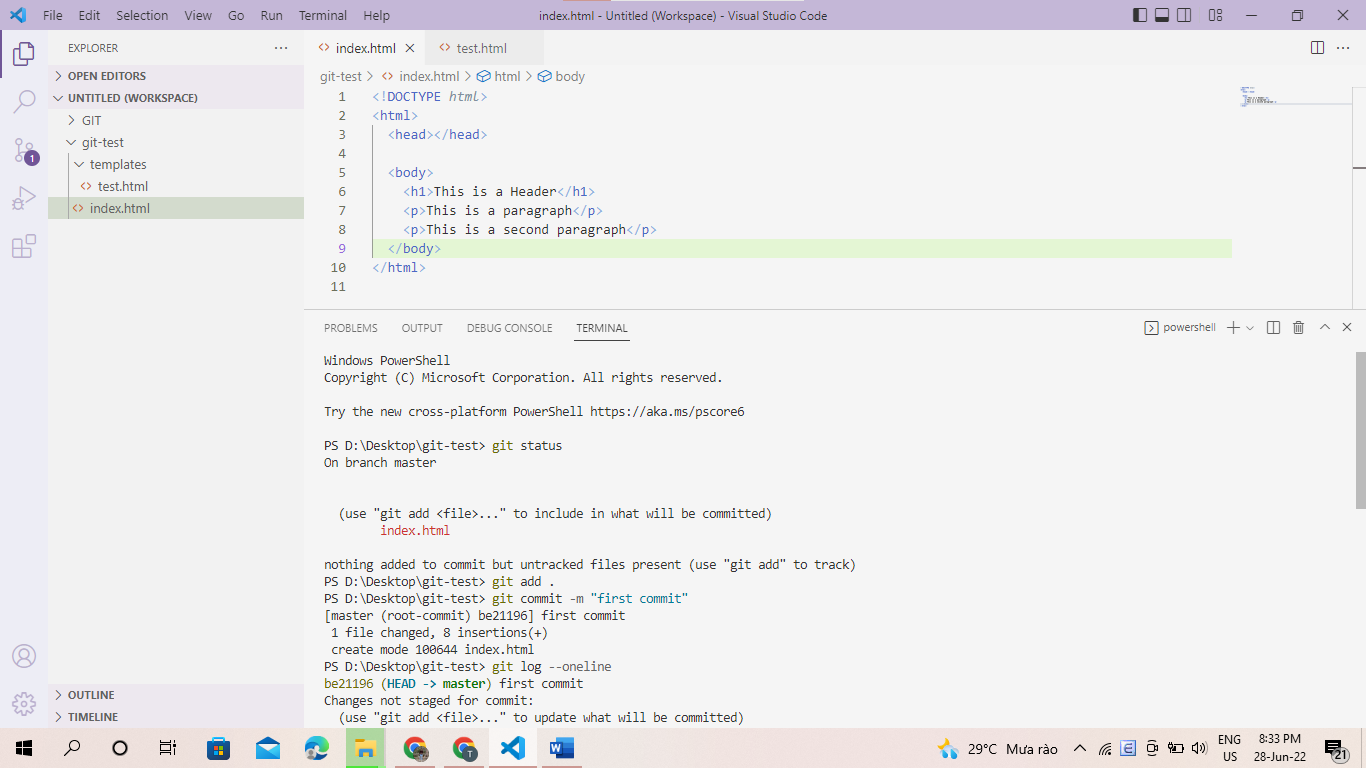 File Edit Selection View Go Run Terminal Help index.html - Untitled (Workspace) - Visual Studio Code
EXPLORER
index.html
test.html
OPEN EDITORS
UNTITLED (WORKSPACE)
GIT
git-test
templates
test.html
index.html
1
OUTLINE
TIMELINE
git-test > index.html > html > body
1 <!DOCTYPE html>
2 <html>
3 <head></head>
4
5 <body>
6 <h1>This is a Header</h1>
7 <p>This is a paragraph</p>
8 <p>This is a second paragraph</p>
9 </body>
10 </html>
11
PROBLEMS OUTPUT DEBUG CONSOLE TERMINAL powershell
Windows PowerShell
Copyright (C) Microsoft Corporation. All rights reserved.
Try the new cross-platform PowerShell https://aka.ms/pscore6
PS D:\Desktop\git-test> git status
On branch master
(use "git add <file>..." to include in what will be committed)
index.html
nothing added to commit but untracked files present (use "git add" to track)
PS D:\Desktop\git-test> git add .
PS D:\Desktop\git-test> git commit -m "first commit"
[master (root-commit) be21196] first commit
1 file changed, 8 insertions(+)
create mode 100644 index.html
PS D:\Desktop\git-test> git log --oneline
be21196 (HEAD -> master) first commit
Changes not staged for commit:
(use "git add <file>..." to update what will be committed)
T
W
29°C Mưa rào
ENG
US
8:33 PM
28-Jun-22
21